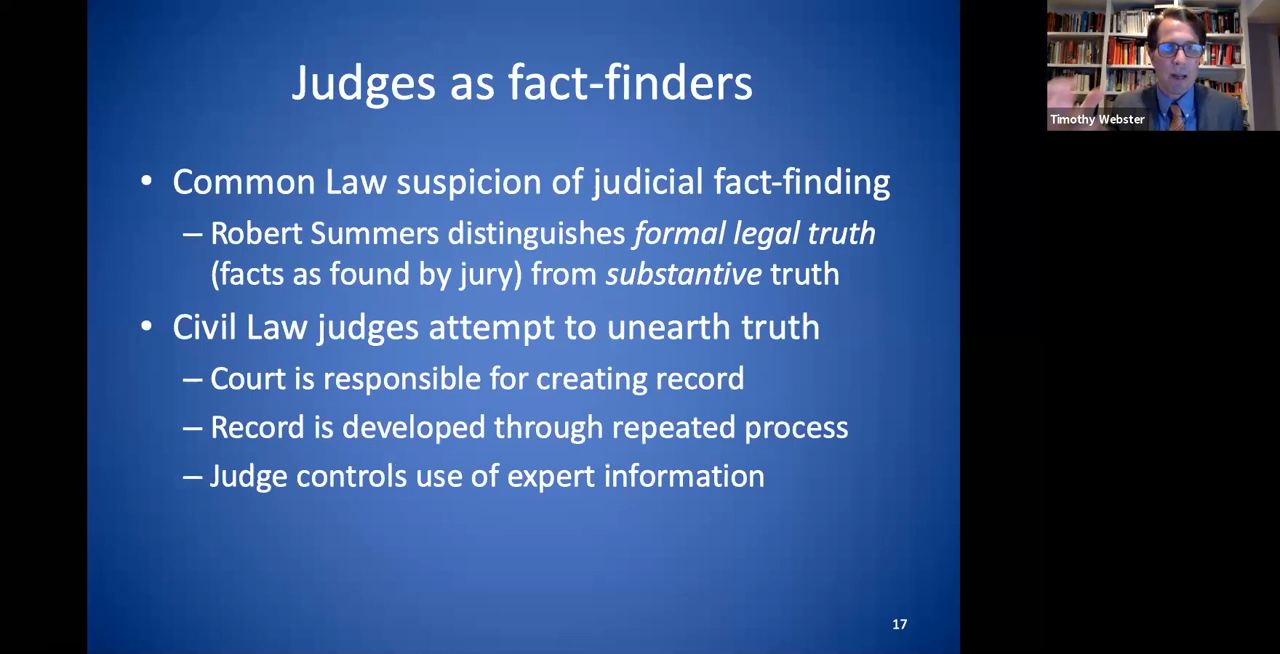 Judges as fact-finders
• Common Law suspicion of judicial fact-finding
– Robert Summers distinguishes formal legal truth
(facts as found by jury) from substantive truth
• Civil Law judges attempt to unearth truth
– Court is responsible for creating record
– Record is developed through repeated process
– Judge controls use of expert information
17
Timothy Webster